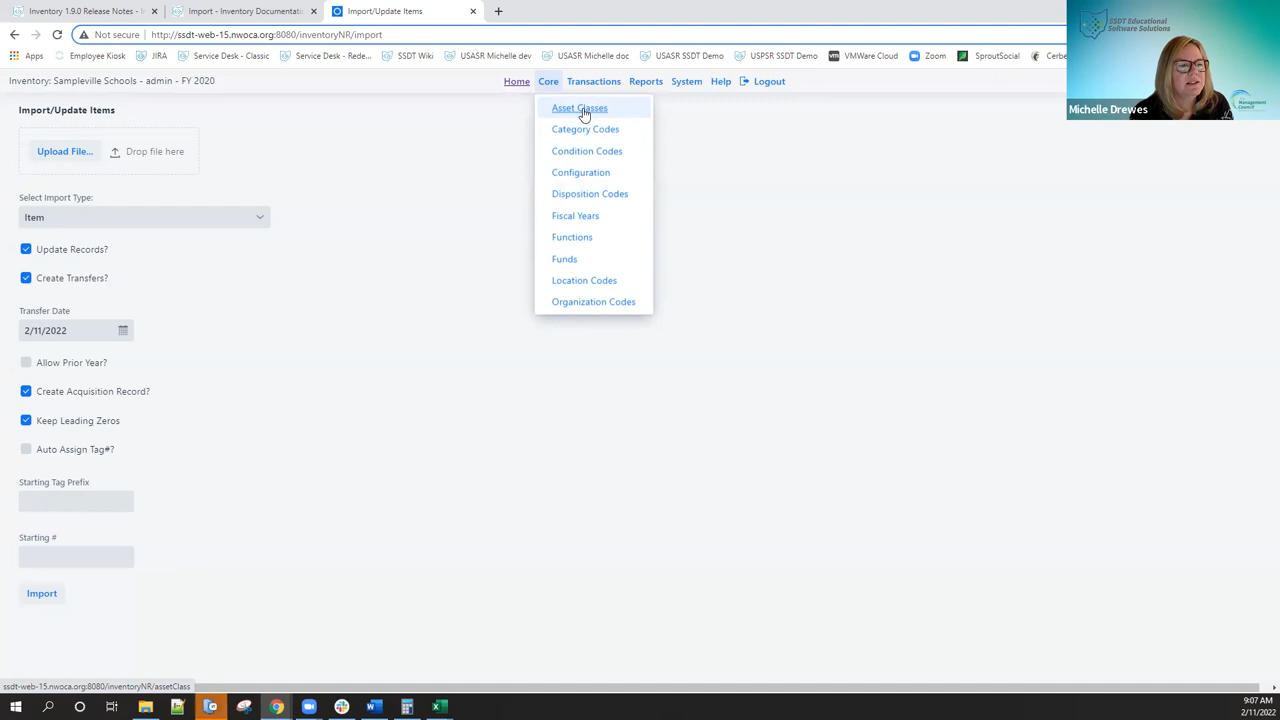 Inventory 1.9.0 Release Notes - In
Import - Inventory Documentatio
Import/Update Items
Not secure
http://ssdt-web-15.nwoca.org:8080/inventoryNR/import
Apps
Employee Kiosk
JIRA
Service Desk - Classic
Service Desk - Rede...
SSDT Wiki
USASR Michelle dev
USASR Michelle doc
USASR SSDT Demo
USPSR SSDT Demo
VMWare Cloud
Zoom
SproutSocial
Cerbe
SSDT Educational
Software Solutions
Management
Council
Michelle Drewes
Inventory: Sampleville Schools - admin - FY 2020
Home
Core
Transactions
Reports
System
Help
Logout
Import/Update Items
Upload File...
Drop file here
Select Import Type:
Item
Update Records?
Create Transfers?
Transfer Date
2/11/2022
Allow Prior Year?
Create Acquisition Record?
Keep Leading Zeros
Auto Assign Tag#?
Starting Tag Prefix
Starting #
Import
Asset Classes
Category Codes
Condition Codes
Configuration
Disposition Codes
Fiscal Years
Functions
Funds
Location Codes
Organization Codes
ssdt-web-15.nwoca.org:8080/inventoryNR/assetClass
9:07 AM
2/11/2022